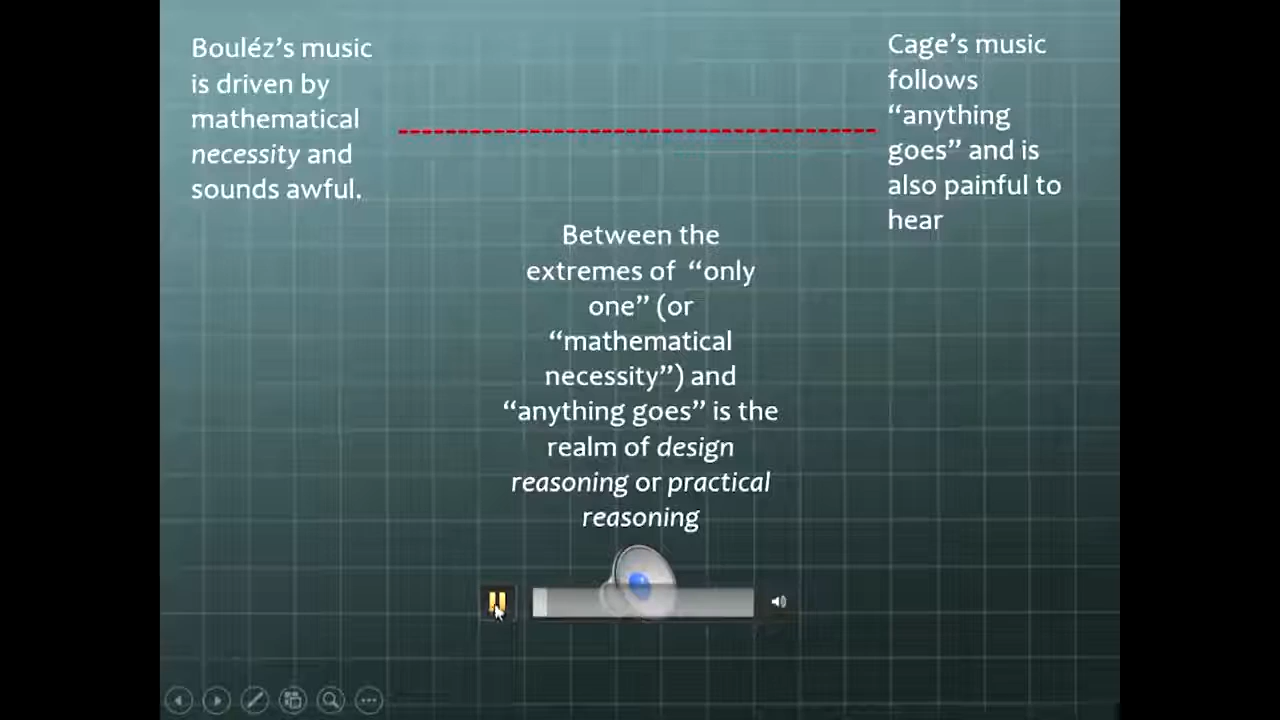 Bouléz’s music
is driven by
mathematical
necessity and
sounds awful.
Cage’s music
follows
“anything
goes” and is
also painful to
hear
Between the
extremes of “only
one” (or
“mathematical
necessity”) and
“anything goes” is the
realm of design
reasoning or practical
reasoning